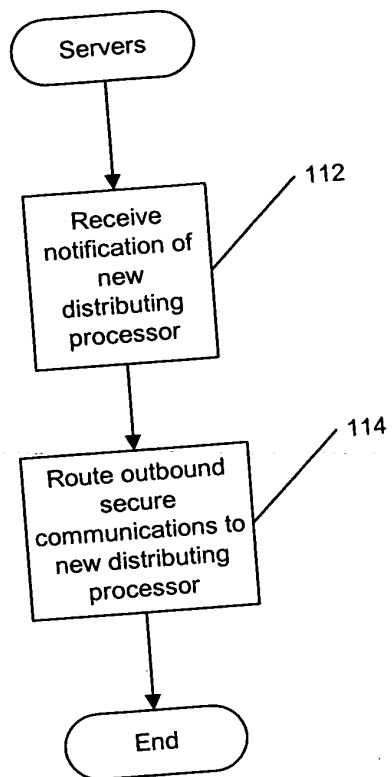 Servers
112
Receive
notification of
new
distributing
processor
114
Route outbound
secure
communications to
new distributing
processor
End